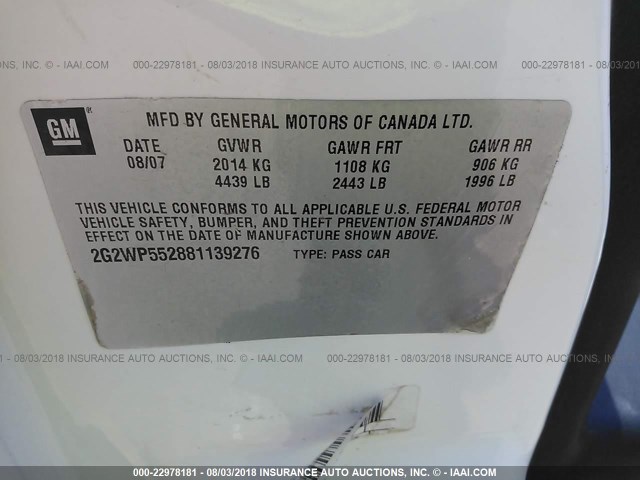 INC. - IAAI.COM 000-22978181 - 08/03/2018 INSURANCE AUTO AUCTIONS, INC. - IAAI.COM 000-22978181 - 08/03/2018
GM
MFD BY GENERAL MOTORS OF CANADA LTD.
DATE GVWR GAWR FRT GAWR RR
08/07 2014 KG 1108 KG 906 KG
4439 LB 2443 LB 1996 LB
THIS VEHICLE CONFORMS TO ALL APPLICABLE U.S. FEDERAL MOTOR
VEHICLE SAFETY, BUMPER, AND THEFT PREVENTION STANDARDS IN
EFFECT ON THE DATE OF MANUFACTURE SHOWN ABOVE.
2G2WP552881139276 TYPE: PASS CAR
08/03/2018 INSURANCE AUTO AUCTIONS, INC. - IAAI.COM 000-22978181 - 08/03/2018 INSURANCE AUTO AUCTIONS, INC.
000-22978181 - 08/03/2018 INSURANCE AUTO AUCTIONS, INC. - IAAI.COM